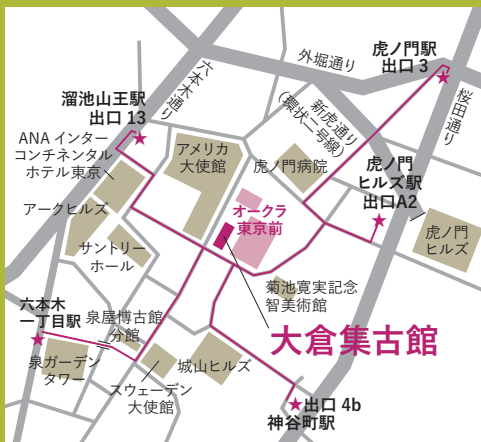 虎ノ門駅
出口 3
外堀通り
六本木通り
桜田通り
溜池山王駅
出口 13
新虎通り
(環状二号線)
ANA インター
コンチネンタル
ホテル東京
アメリカ
大使館
虎ノ門病院
虎ノ門
ヒルズ駅
出口A2
アークヒルズ
オークラ
東京前
虎ノ門
ヒルズ
サントリー
ホール
菊池寛実記念
智美術館
六本木
一丁目駅
泉屋博古館
分館
大倉集古館
泉ガーデン
タワー
城山ヒルズ
スウェーデン
大使館
出口 4b
神谷町駅